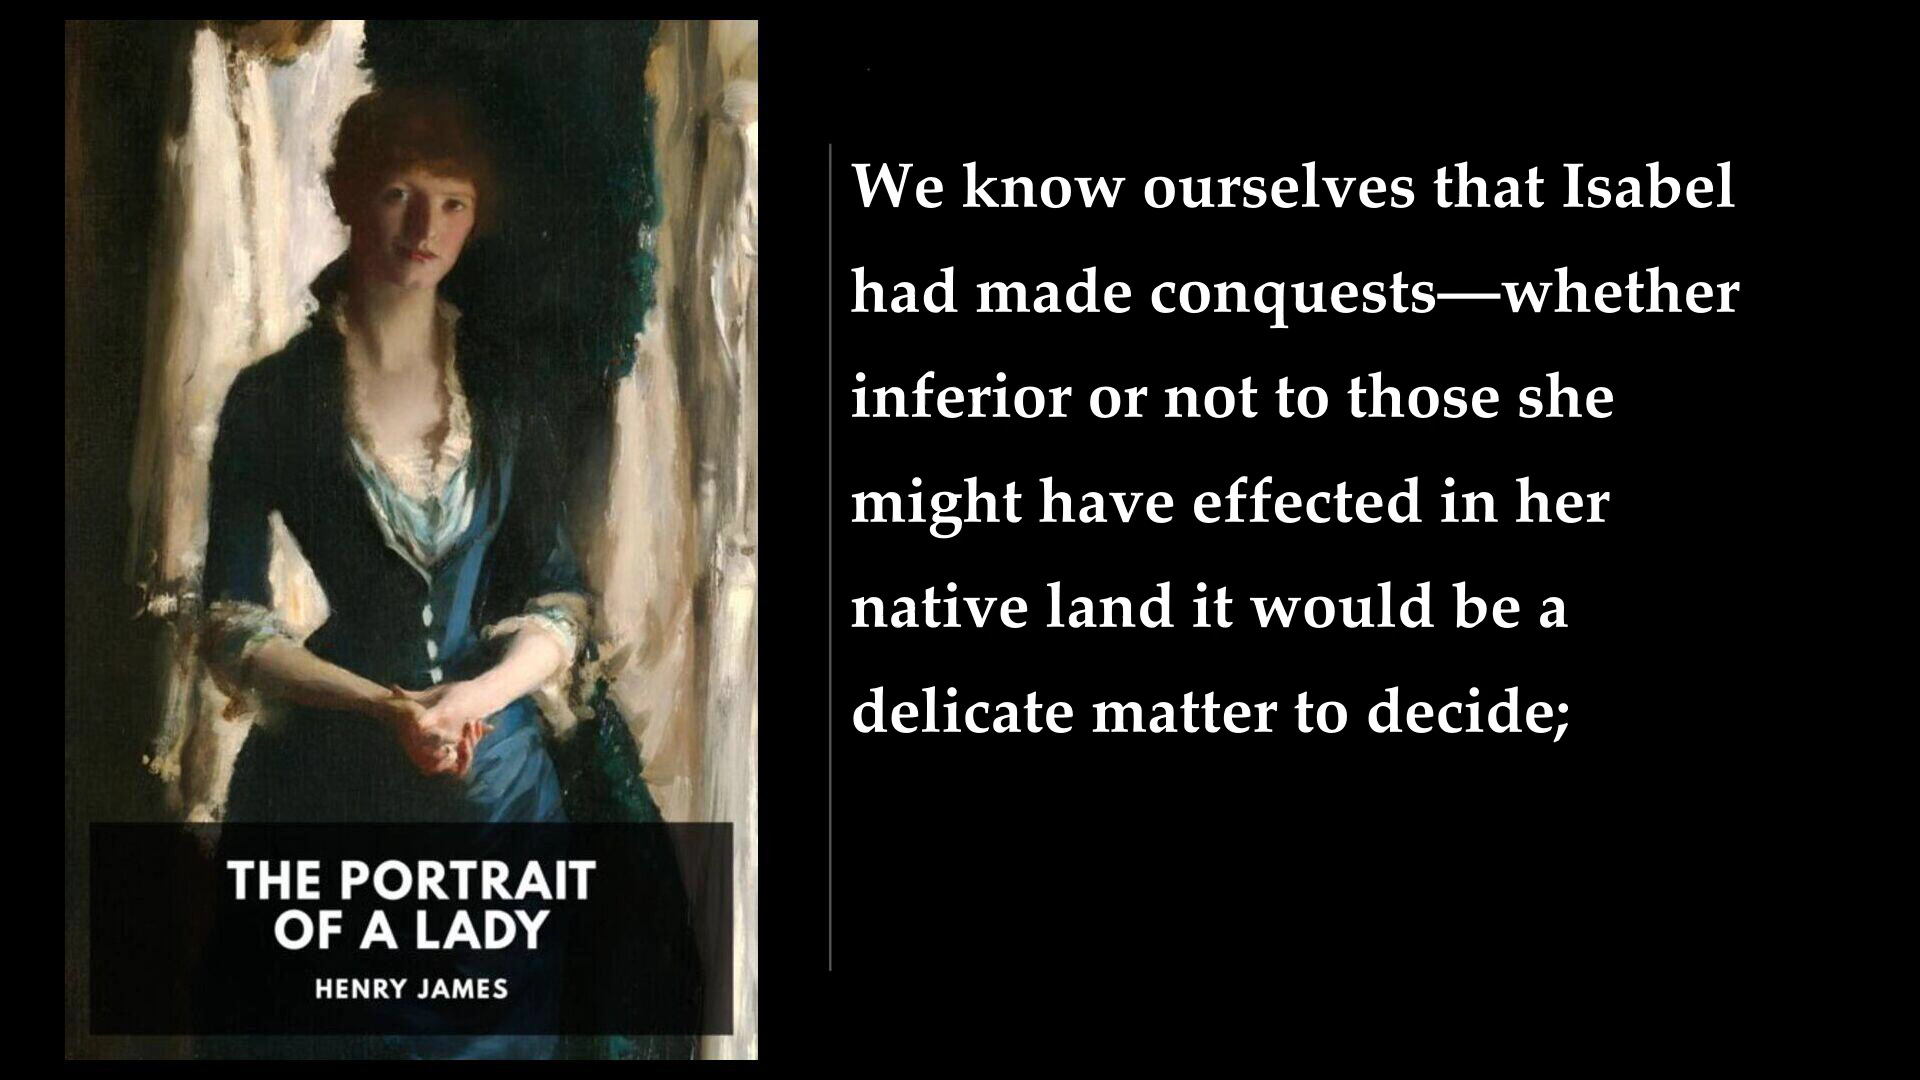 We know ourselves that Isabel
had made conquests—whether
inferior or not to those she
might have effected in her
native land it would be a
delicate matter to decide;
THE PORTRAIT
OF A LADY
HENRY JAMES